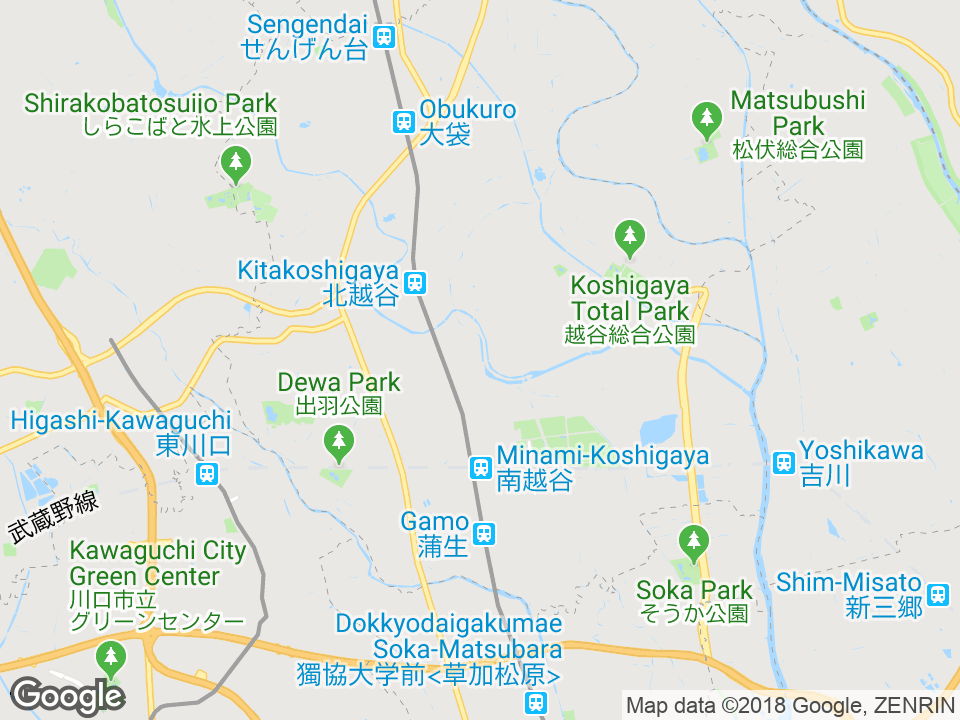 Sengendai
せんげん台
Shirakobatosuiio Park
しらこばと水上公園
Obukuro
大袋
Matsubushi
Park
松伏総合公園
Kitakoshigaya
北越谷
Koshigaya
Total Park
越谷総合公園
Dewa Park
出羽公園
Higashi-Kawaguchi
東川口
Minami-Koshigaya
南越谷
Yoshikawa
吉川
武蔵野線
Gamo
蒲生
Kawaguchi City
Green Center
川口市立
グリーンセンター
Soka Park
そうか公園
Shim-Misato
新三郷
Dokkyodaigakumae
Soka-Matsubara
獨協大学前<草加松原>
Google
Map data ©2018 Google, ZENRIN